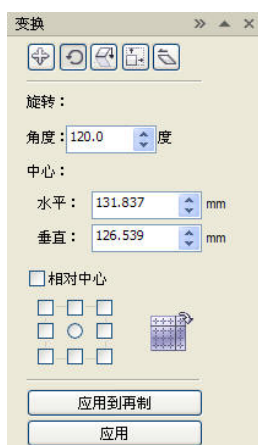 变换
旋转：
角度：120.0 度
中心：
水平： 131.837 mm
垂直： 126.539 mm
相对中心
应用到再制
应用